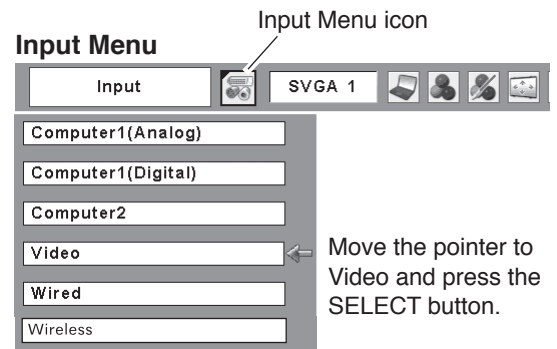 Input Menu icon
Input Menu
Input
SVGA 1
Computer1(Analog)
Computer1(Digital)
Computer2
Video
Move the pointer to
Video and press the
SELECT button.
Wired
Wireless